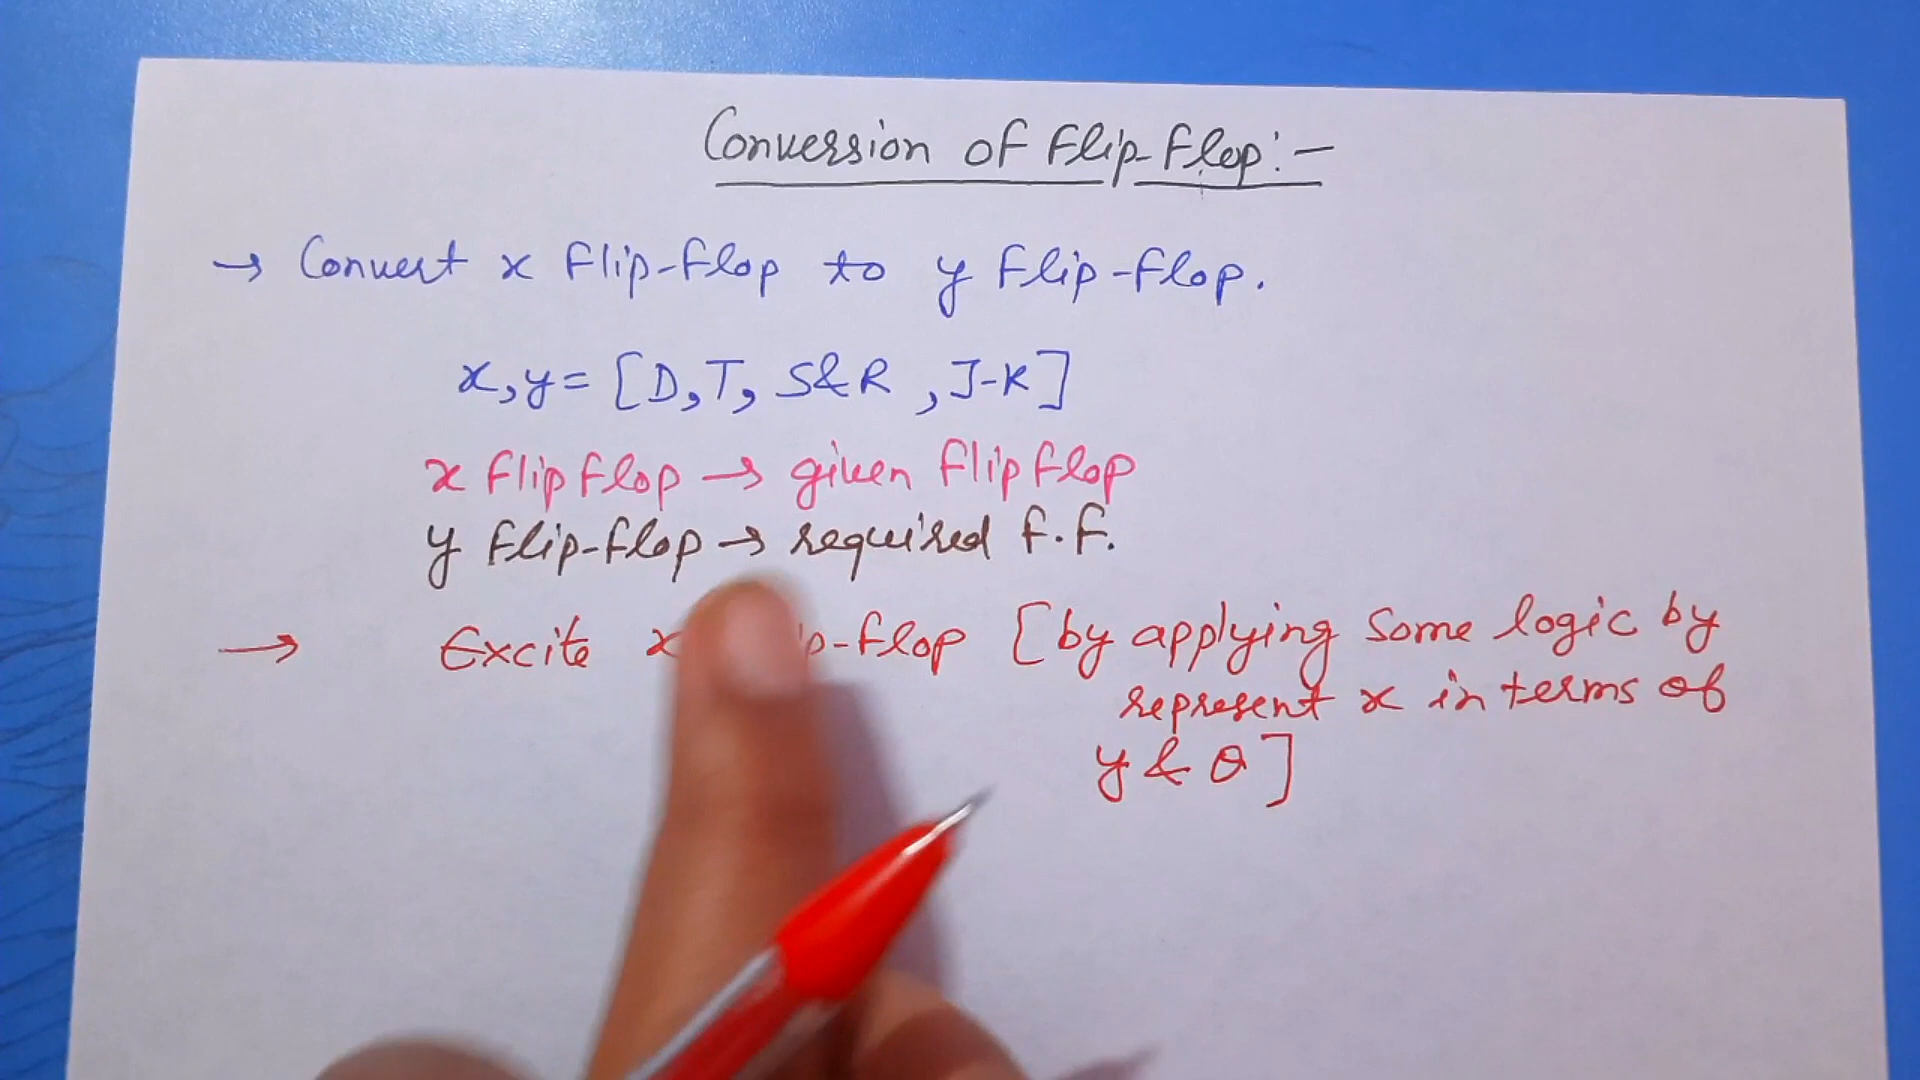 Conversion of Flip-Flop:-
→ Convert x Flip-Flop to y Flip-Flop.
x,y= [D,T, S&R , J-K]
x Flip Flop → given Flip Flop
y Flip-Flop → required F.F.
→ Excite x p-Flop [by applying some logic by
represent x in terms of
y & Q]